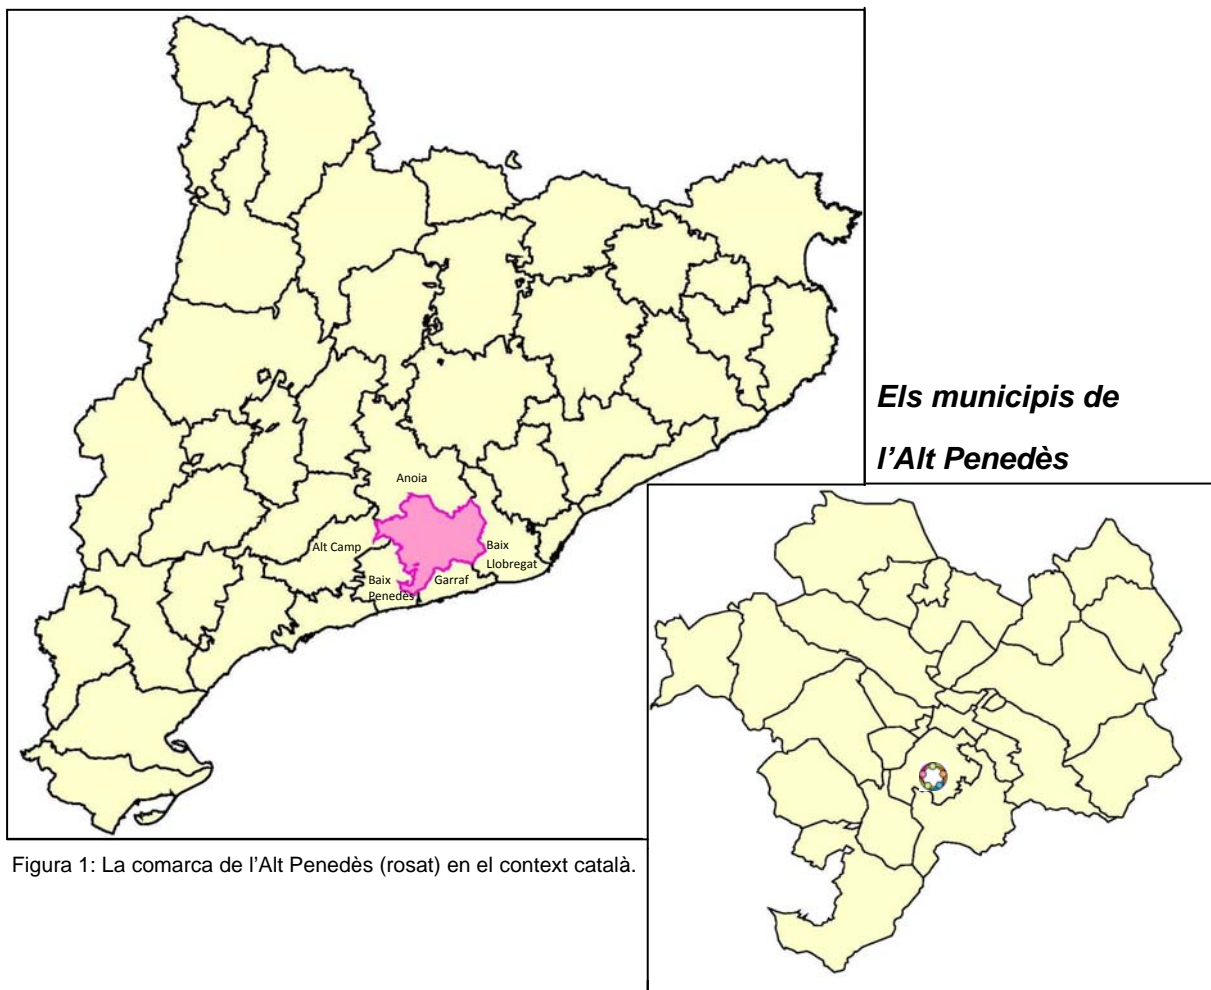 Els municipis de
l'Alt Penedès
Anoia
Alt Camp
Baix
Llobregat
Baix
Penedès
Garraf
Figura 1: La comarca de l'Alt Penedès (rosat) en el context català.